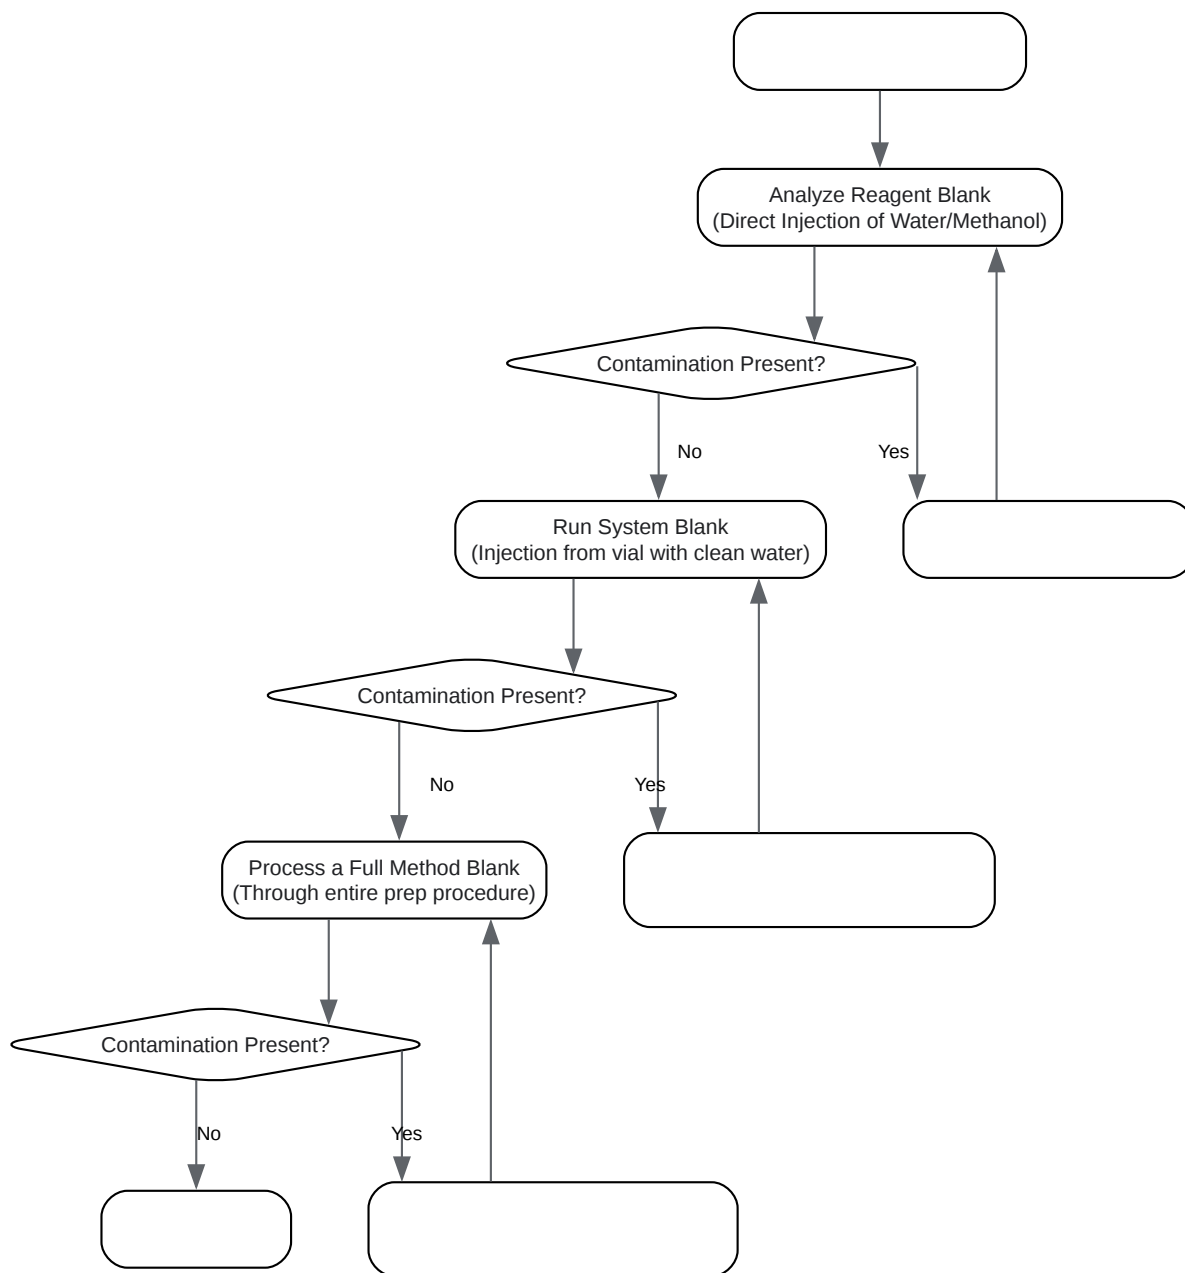 Analyze Reagent Blank
(Direct Injection of Water/Methanol)
Contamination Present?
No
Yes
Run System Blank
(Injection from vial with clean water)
Contamination Present?
No
Yes
Process a Full Method Blank
(Through entire prep procedure)
Contamination Present?
No
Yes